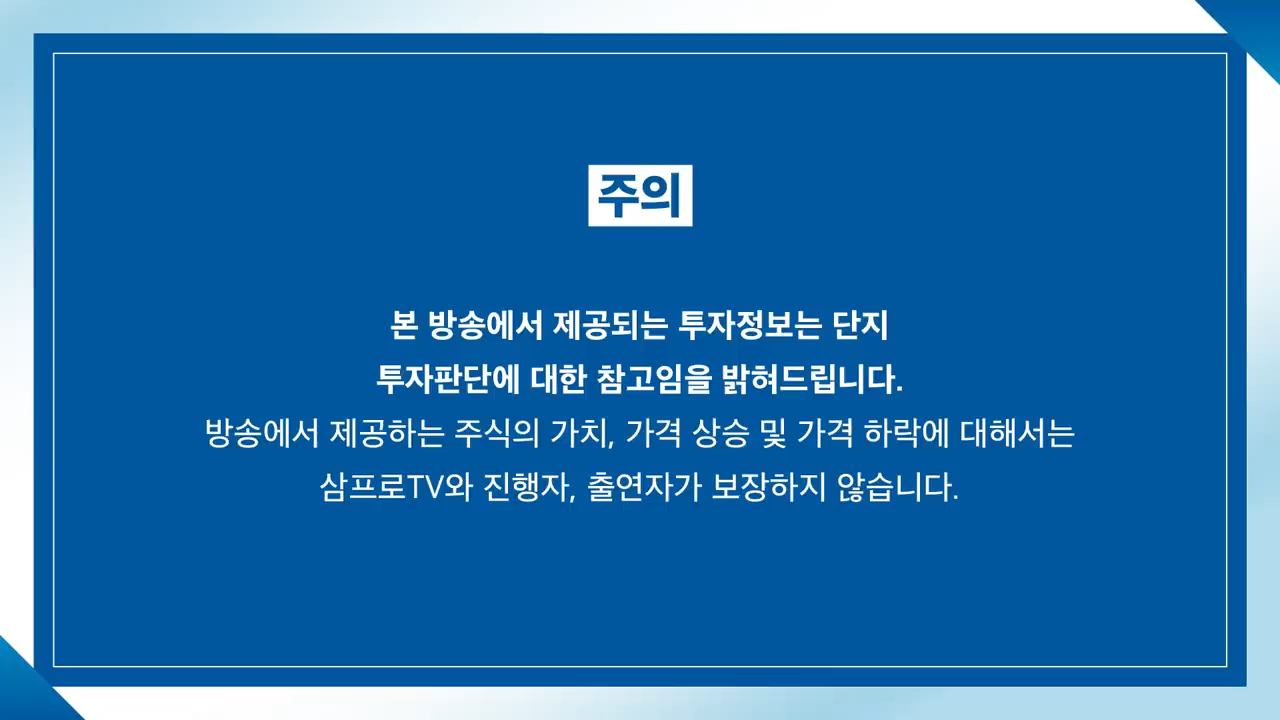 주의
본 방송에서 제공되는 투자정보는 단지
투자판단에 대한 참고임을 밝혀드립니다.
방송에서 제공하는 주식의 가치, 가격 상승 및 가격 하락에 대해서는
삼프로TV와 진행자, 출연자가 보장하지 않습니다.